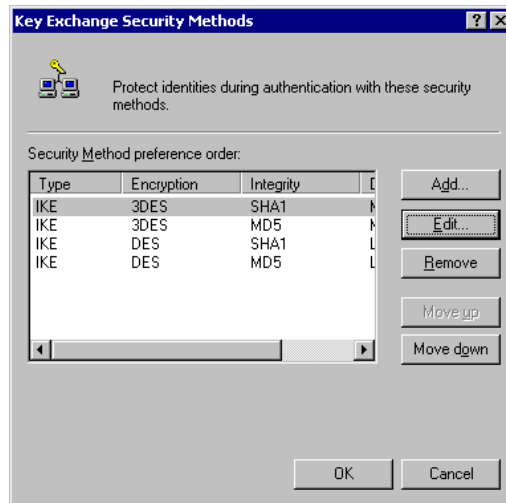 Key Exchange Security Methods
Protect identities during authentication with these security
methods.
Security Method preference order:
Type Encryption Integrity
IKE 3DES SHA1
IKE 3DES MD5
IKE DES SHA1
IKE DES MD5
Add...
Edit...
Remove
Move up
Move down
OK Cancel